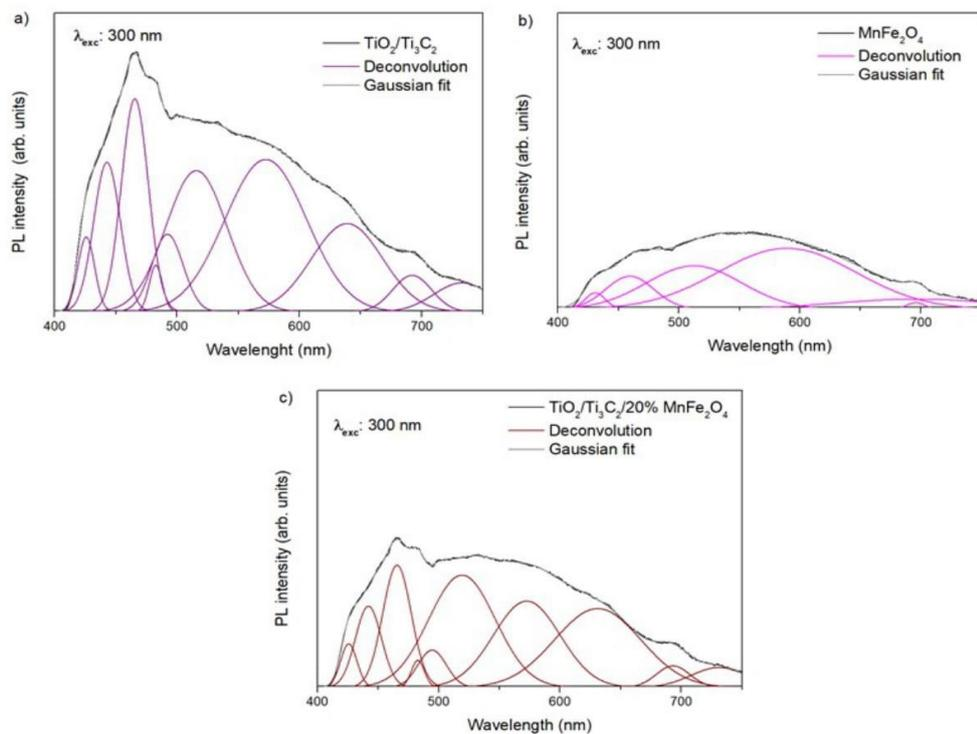 a)
λexc: 300 nm
TiO₂/Ti₃C₂
Deconvolution
Gaussian fit
PL intensity (arb. units)
400 500 600 700
Wavelenght (nm)
b)
λexc: 300 nm
MnFe₂O₄
Deconvolution
Gaussian fit
PL intensity (arb. units)
400 500 600 700
Wavelength (nm)
c)
λexc: 300 nm
TiO₂/Ti₃C₂/20% MnFe₂O₄
Deconvolution
Gaussian fit
PL intensity (arb. units)
400 500 600 700
Wavelength (nm)